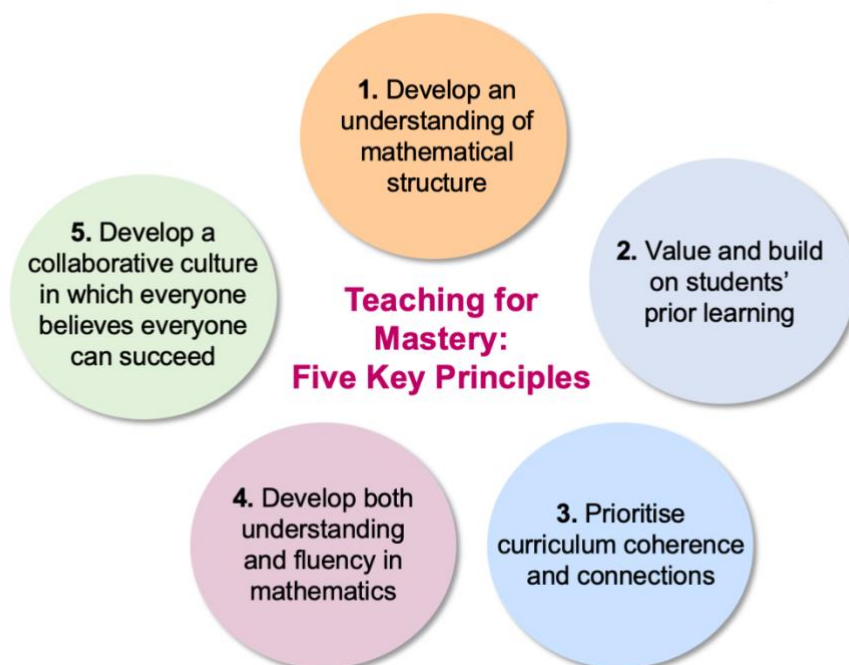 1. Develop an
understanding of
mathematical
structure
2. Value and build
on students’
prior learning
3. Prioritise
curriculum coherence
and connections
4. Develop both
understanding
and fluency in
mathematics
5. Develop a
collaborative culture
in which everyone
believes everyone
can succeed
Teaching for
Mastery:
Five Key Principles